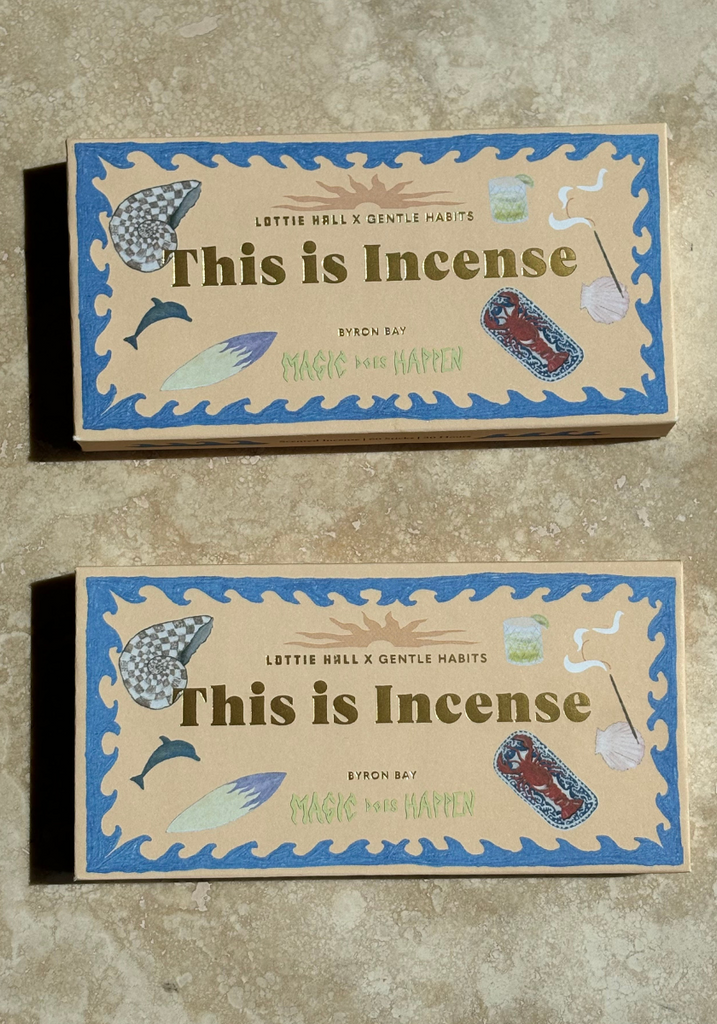 LOTTIE HALL X GENTLE HABITS
This is Incense
BYRON BAY
MAGIC DOES HAPPEN
LOTTIE HALL X GENTLE HABITS
This is Incense
BYRON BAY
MAGIC DOES HAPPEN